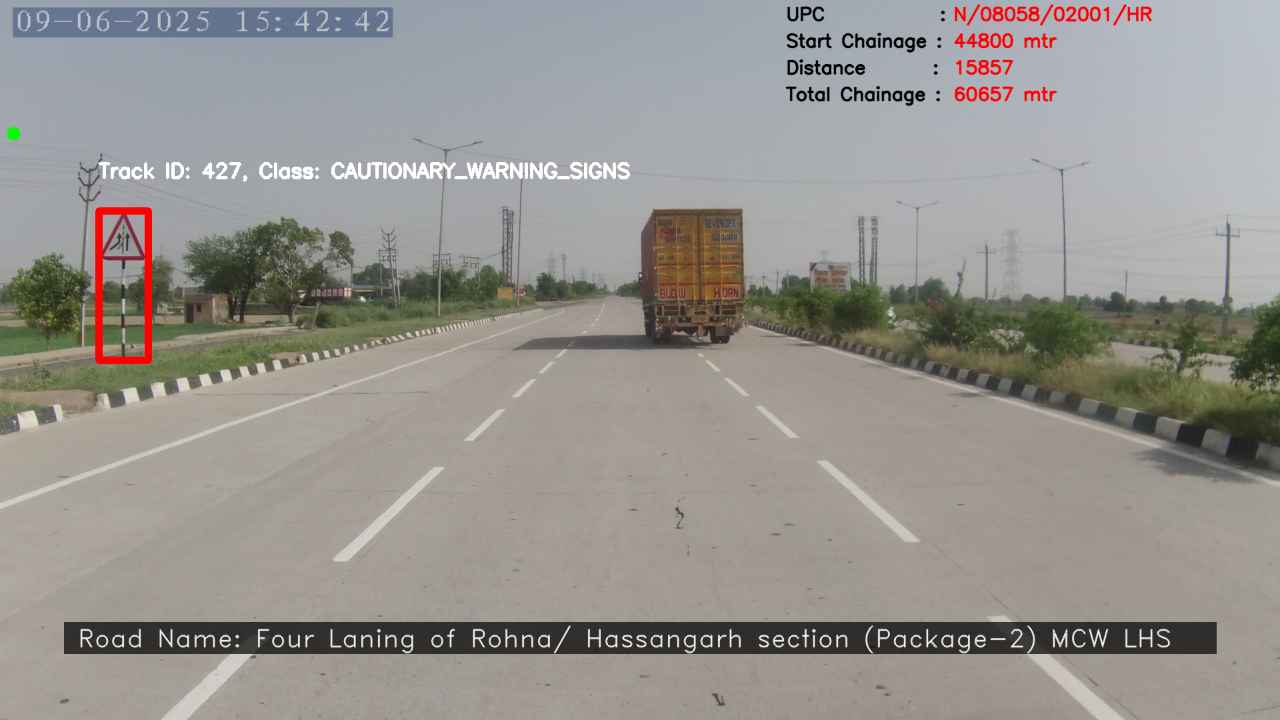 09-06-2025 15:42:42
UPC : N/08058/02001/HR
Start Chainage : 44800 mtr
Distance : 15857
Total Chainage : 60657 mtr
Track ID: 427, Class: CAUTIONARY_WARNING_SIGNS
HORN
Road Name: Four Laning of Rohna/ Hassangarh section (Package-2) MCW LHS